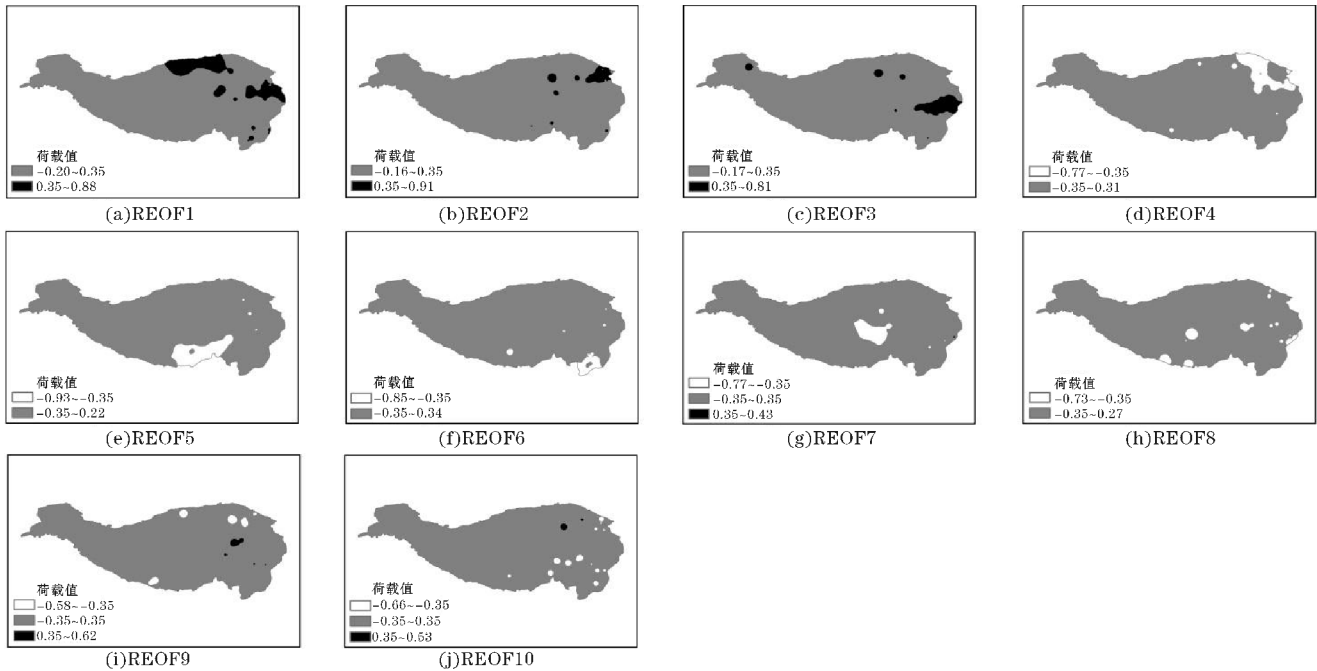 荷载值
-0.20~0.35
0.35~0.88
(a)REOF1
荷载值
-0.16~0.35
0.35~0.91
(b)REOF2
荷载值
-0.17~0.35
0.35~0.81
(c)REOF3
荷载值
-0.77~-0.35
-0.35~0.31
(d)REOF4
荷载值
-0.93~-0.35
-0.35~0.22
(e)REOF5
荷载值
-0.85~-0.35
-0.35~0.34
(f)REOF6
荷载值
-0.77~-0.35
-0.35~0.35
0.35~0.43
(g)REOF7
荷载值
-0.73~-0.35
-0.35~0.27
(h)REOF8
荷载值
-0.58~-0.35
-0.35~0.35
0.35~0.62
(i)REOF9
荷载值
-0.66~-0.35
-0.35~0.35
0.35~0.53
(j)REOF10